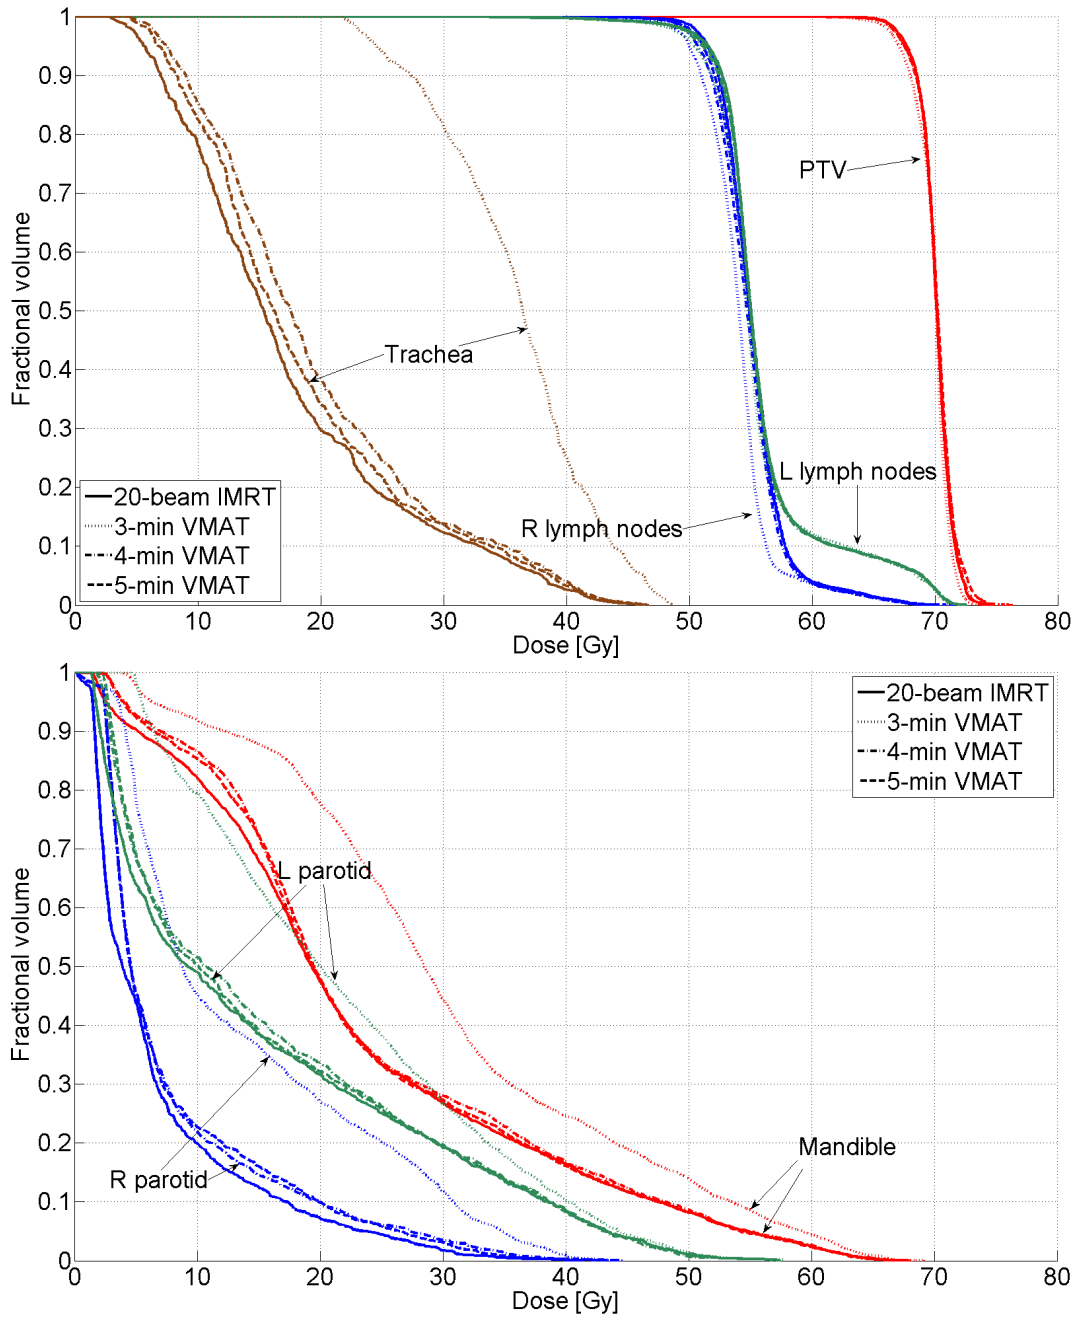 1
0.9
0.8
0.7
0.6
0.5
0.4
0.3
0.2
0.1
0
Fractional volume
PTV
Trachea
L lymph nodes
R lymph nodes
20-beam IMRT
3-min VMAT
4-min VMAT
5-min VMAT
0 10 20 30 40 50 60 70 80
Dose [Gy]
1
0.9
0.8
0.7
0.6
0.5
0.4
0.3
0.2
0.1
0
Fractional volume
20-beam IMRT
3-min VMAT
4-min VMAT
5-min VMAT
L parotid
Mandible
R parotid
0 10 20 30 40 50 60 70 80
Dose [Gy]